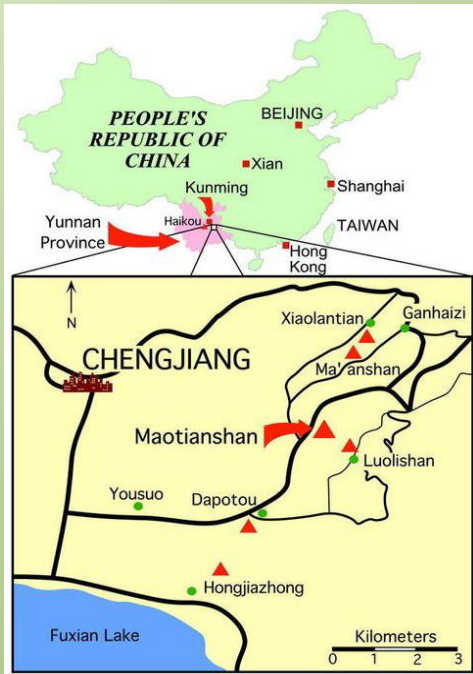 PEOPLE'S
REPUBLIC OF
CHINA
BEIJING
Xian
Kunming
Shanghai
Haikou
Yunnan
Province
TAIWAN
Hong
Kong
N
Xiaolantian
Ganhaizi
CHENGJIANG
Ma'anshan
Maotianshan
Luolishan
Yousuo
Dapotou
Hongjiazhong
Fuxian Lake
Kilometers
0 1 2 3